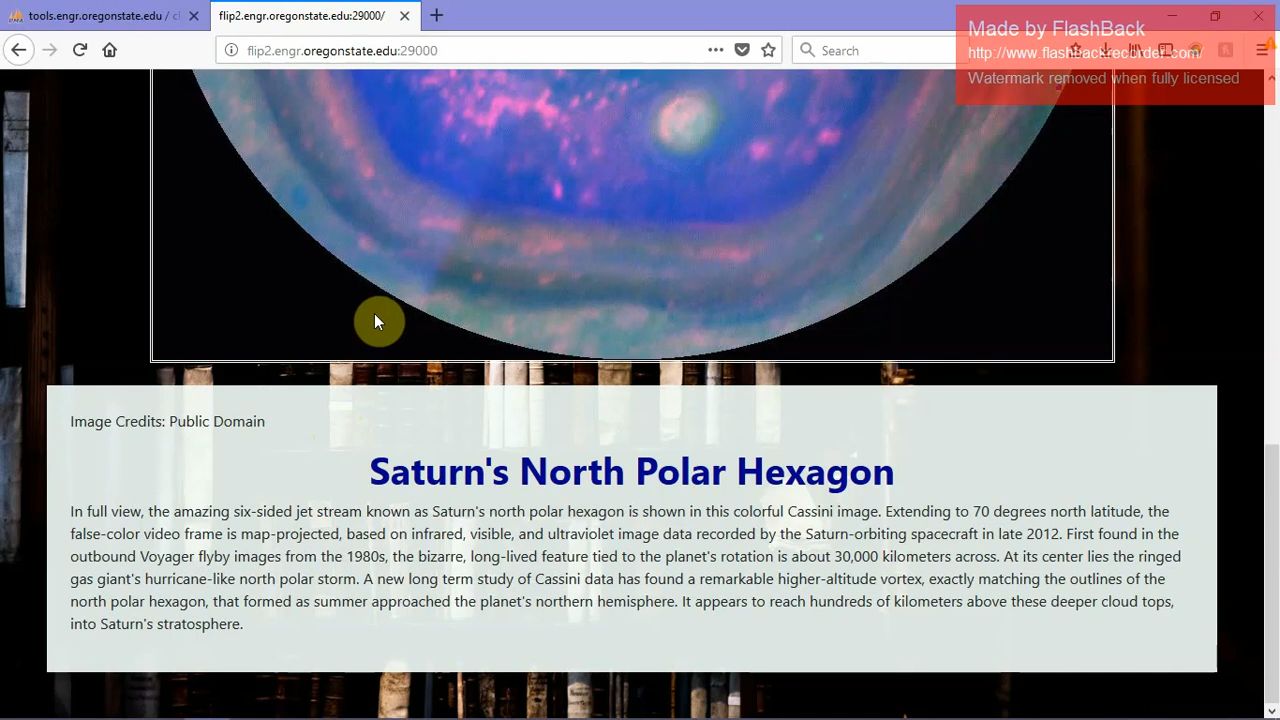 tools.engr.oregonstate.edu / cl
flip2.engr.oregonstate.edu:29000/
flip2.engr.oregonstate.edu:29000
Search
Made by FlashBack
http://www.flashbackrecorder.com/
Watermark removed when fully licensed
Image Credits: Public Domain
Saturn's North Polar Hexagon
In full view, the amazing six-sided jet stream known as Saturn's north polar hexagon is shown in this colorful Cassini image. Extending to 70 degrees north latitude, the
false-color video frame is map-projected, based on infrared, visible, and ultraviolet image data recorded by the Saturn-orbiting spacecraft in late 2012. First found in the
outbound Voyager flyby images from the 1980s, the bizarre, long-lived feature tied to the planet's rotation is about 30,000 kilometers across. At its center lies the ringed
gas giant's hurricane-like north polar storm. A new long term study of Cassini data has found a remarkable higher-altitude vortex, exactly matching the outlines of the
north polar hexagon, that formed as summer approached the planet's northern hemisphere. It appears to reach hundreds of kilometers above these deeper cloud tops,
into Saturn's stratosphere.